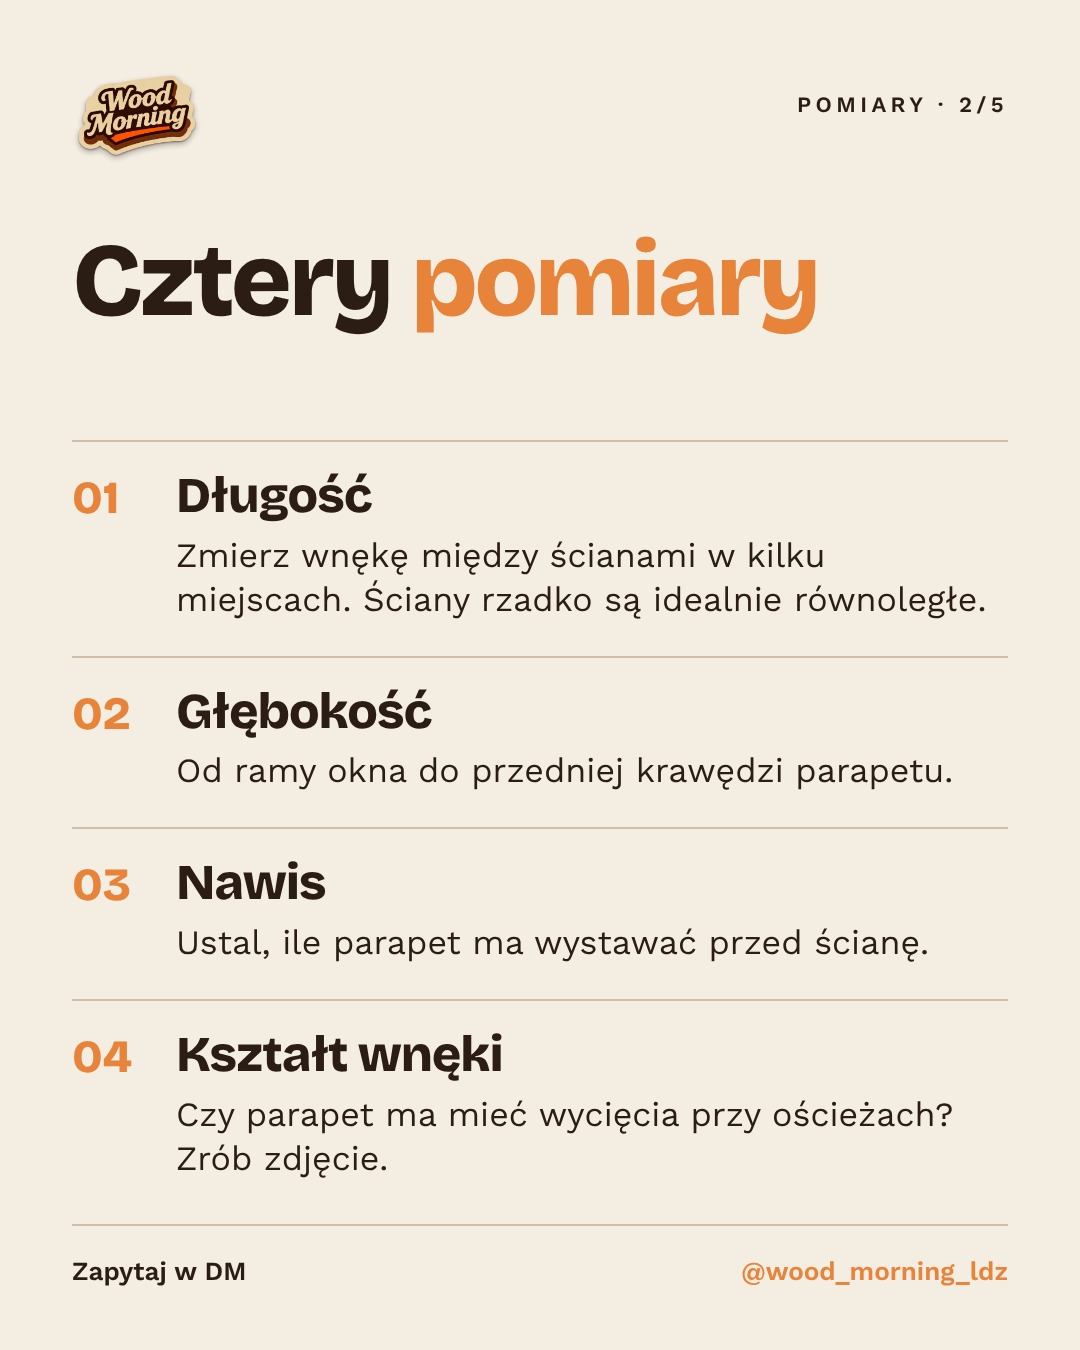 Wood
Morning
POMIARY · 2/5
Cztery pomiary
01 Długość
Zmierz wnękę między ścianami w kilku
miejscach. Ściany rzadko są idealnie równoległe.
02 Głębokość
Od ramy okna do przedniej krawędzi parapetu.
03 Nawis
Ustal, ile parapet ma wystawać przed ścianę.
04 Kształt wnęki
Czy parapet ma mieć wycięcia przy ościeżach?
Zrób zdjęcie.
Zapytaj w DM
@wood_morning_ldz